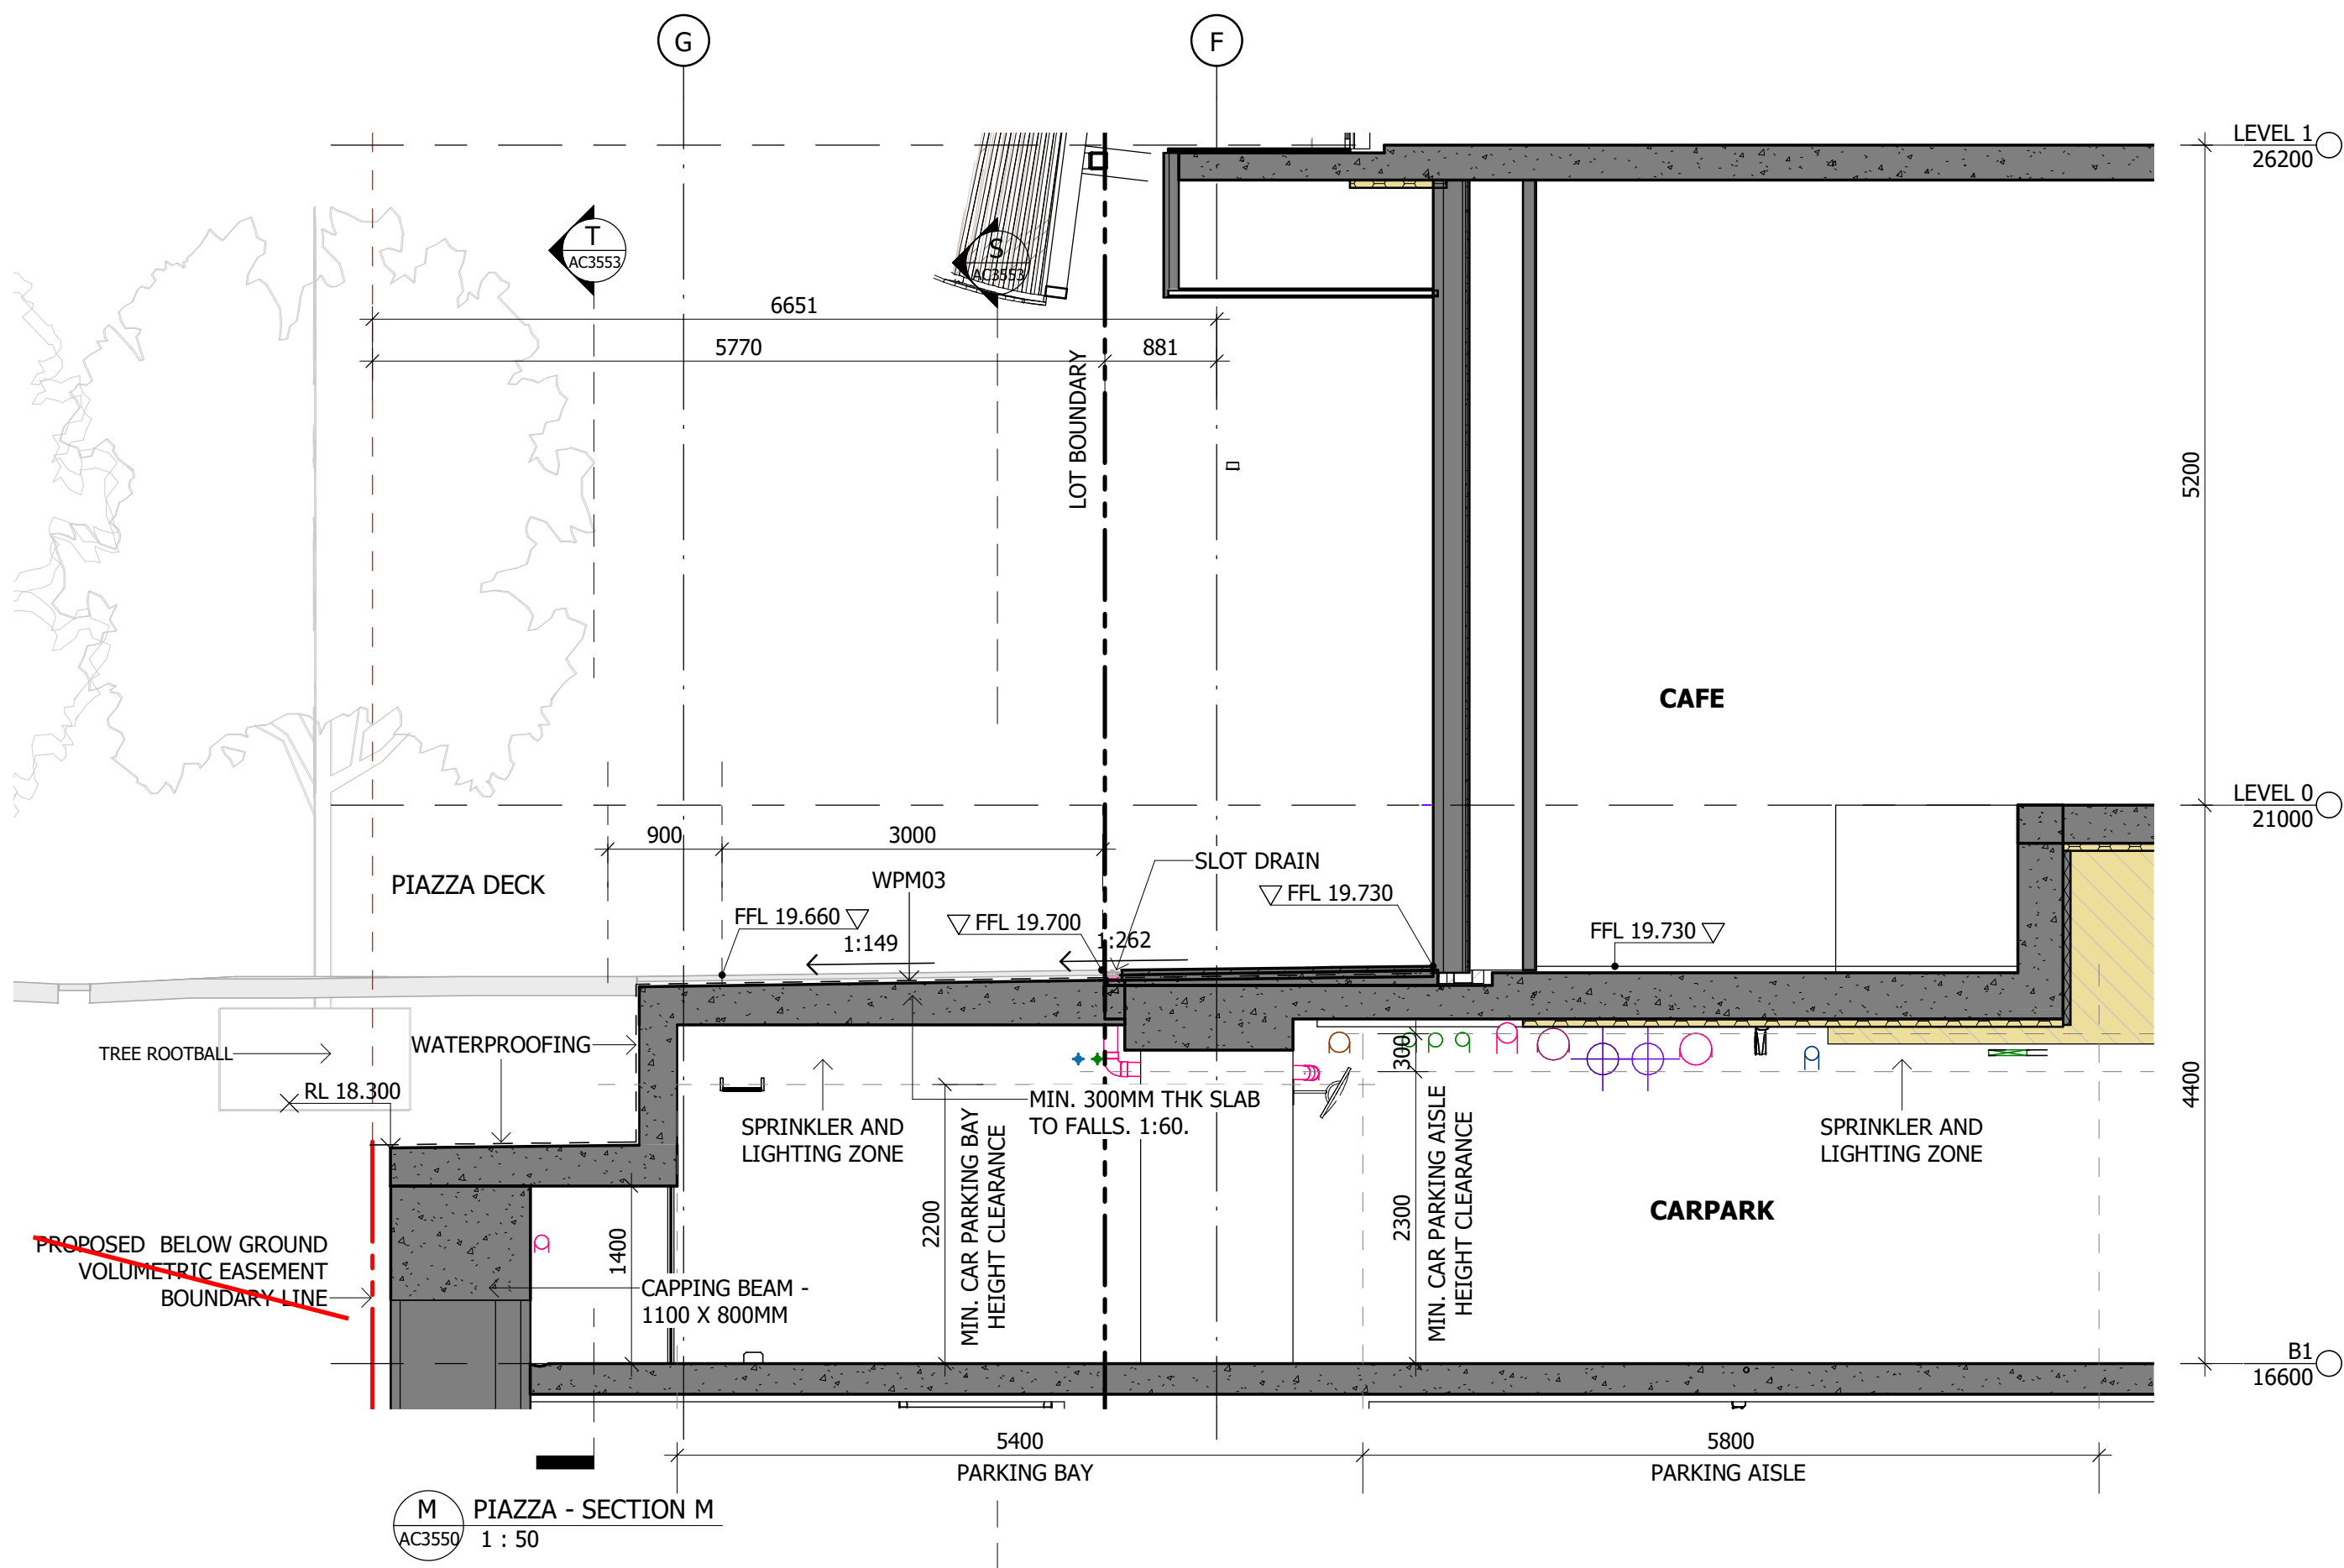 G
F
LEVEL 1
26200
T
AC3553
S
AC3553
6651
5770
881
LOT BOUNDARY
5200
CAFE
LEVEL 0
21000
900
3000
SLOT DRAIN
PIAZZA DECK
WPM03
FFL 19.730
FFL 19.660
FFL 19.700
FFL 19.730
1:149
1:262
WATERPROOFING
TREE ROOTBALL
300
RL 18.300
MIN. 300MM THK SLAB
TO FALLS. 1:60.
SPRINKLER AND
LIGHTING ZONE
SPRINKLER AND
LIGHTING ZONE
4400
MIN. CAR PARKING BAY
HEIGHT CLEARANCE
MIN. CAR PARKING AISLE
HEIGHT CLEARANCE
2200
2300
CARPARK
1400
PROPOSED BELOW GROUND
VOLUMETRIC EASEMENT
BOUNDARY LINE
CAPPING BEAM -
1100 X 800MM
B1
16600
5400
PARKING BAY
5800
PARKING AISLE
M
AC3550
PIAZZA - SECTION M
1 : 50